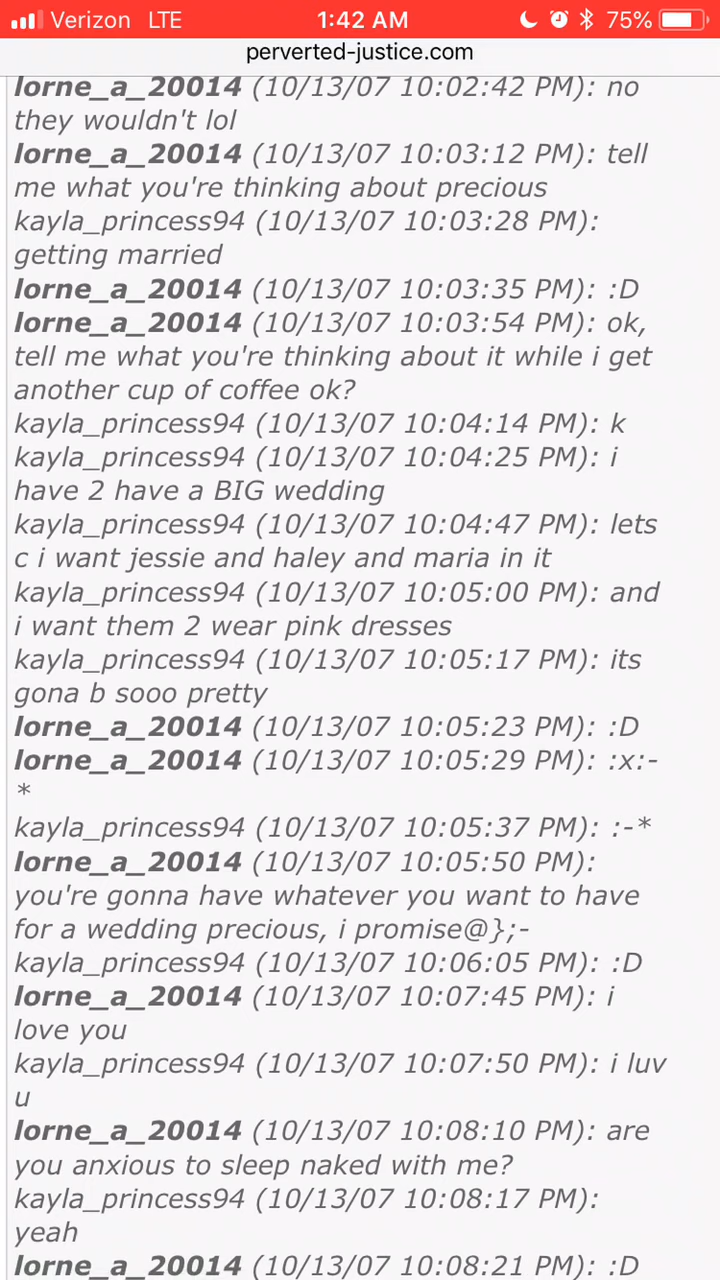 Verizon LTE 1:42 AM 75%
perverted-justice.com
lorne_a_20014 (10/13/07 10:02:42 PM): no
they wouldn't lol
lorne_a_20014 (10/13/07 10:03:12 PM): tell
me what you're thinking about precious
kayla_princess94 (10/13/07 10:03:28 PM):
getting married
lorne_a_20014 (10/13/07 10:03:35 PM): :D
lorne_a_20014 (10/13/07 10:03:54 PM): ok,
tell me what you're thinking about it while i get
another cup of coffee ok?
kayla_princess94 (10/13/07 10:04:14 PM): k
kayla_princess94 (10/13/07 10:04:25 PM): i
have 2 have a BIG wedding
kayla_princess94 (10/13/07 10:04:47 PM): lets
c i want jessie and haley and maria in it
kayla_princess94 (10/13/07 10:05:00 PM): and
i want them 2 wear pink dresses
kayla_princess94 (10/13/07 10:05:17 PM): its
gona b sooo pretty
lorne_a_20014 (10/13/07 10:05:23 PM): :D
lorne_a_20014 (10/13/07 10:05:29 PM): :x:-
*
kayla_princess94 (10/13/07 10:05:37 PM): :-*
lorne_a_20014 (10/13/07 10:05:50 PM):
you're gonna have whatever you want to have
for a wedding precious, i promise@};-
kayla_princess94 (10/13/07 10:06:05 PM): :D
lorne_a_20014 (10/13/07 10:07:45 PM): i
love you
kayla_princess94 (10/13/07 10:07:50 PM): i luv
u
lorne_a_20014 (10/13/07 10:08:10 PM): are
you anxious to sleep naked with me?
kayla_princess94 (10/13/07 10:08:17 PM):
yeah
lorne_a_20014 (10/13/07 10:08:21 PM): :D